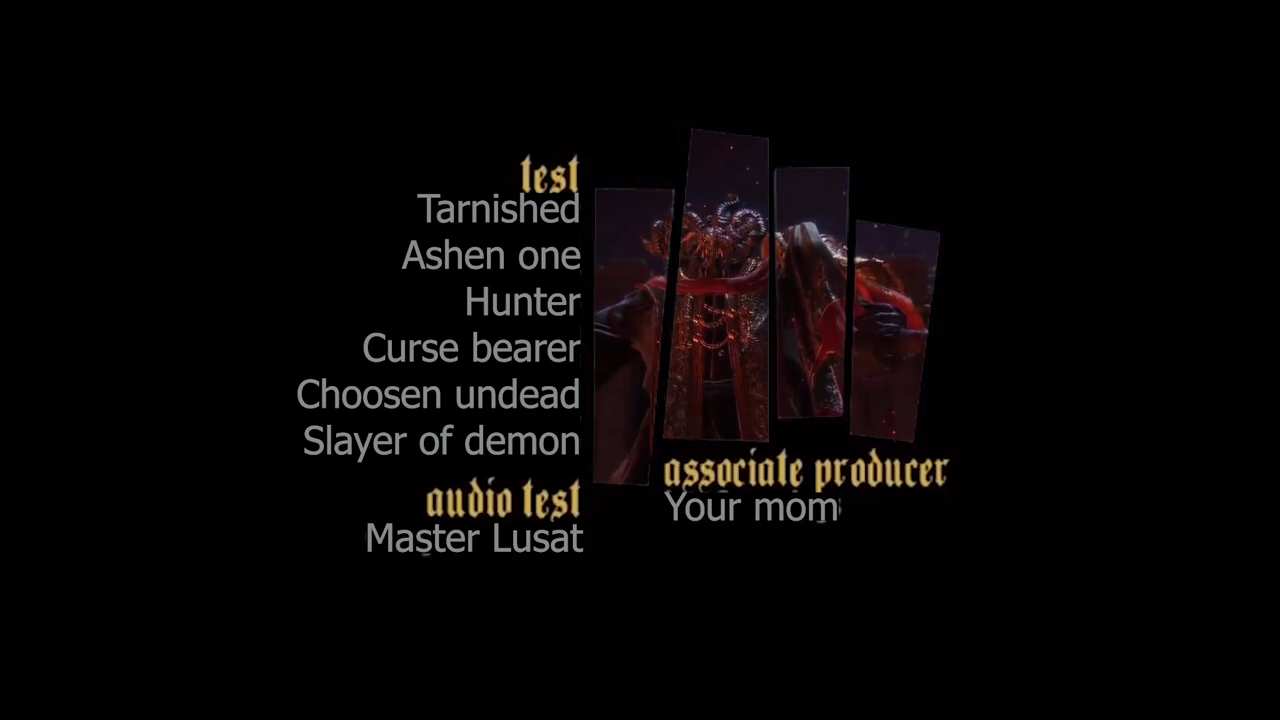 test
Tarnished
Ashen one
Hunter
Curse bearer
Choosen undead
Slayer of demon
audio test
Master Lusat
associate producer
Your mom